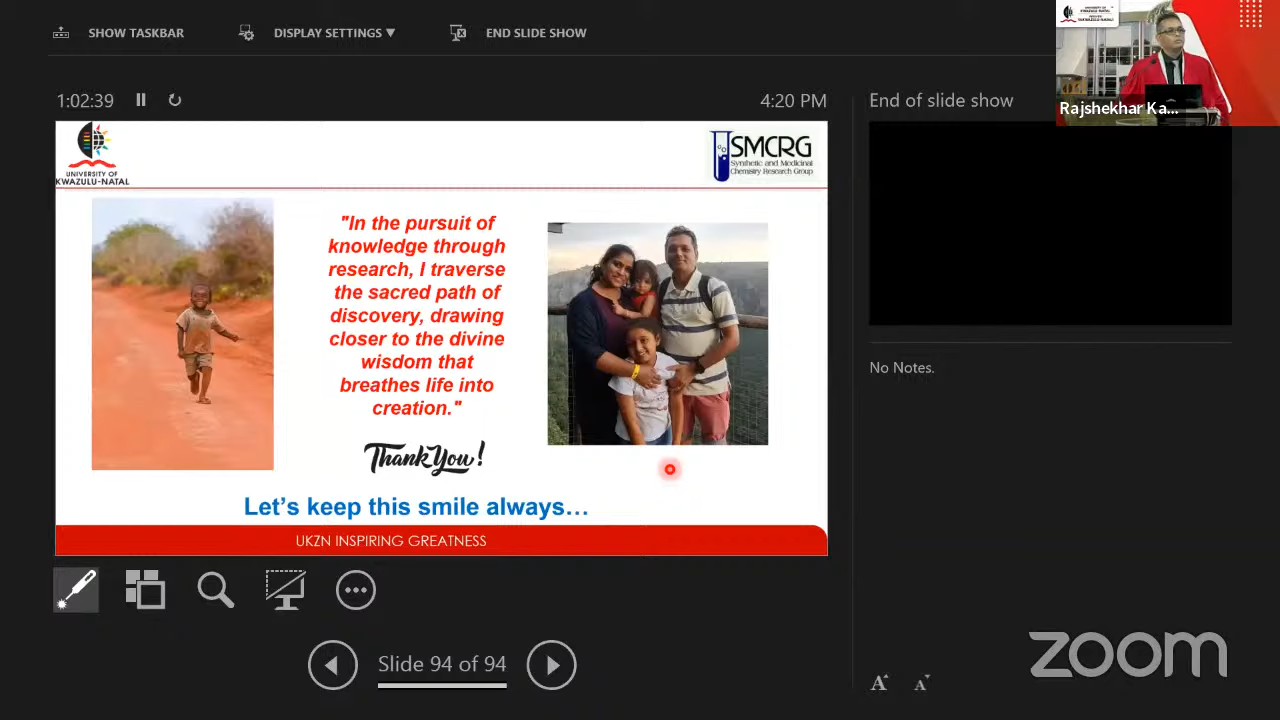 SHOW TASKBAR
DISPLAY SETTINGS ▼
END SLIDE SHOW
1:02:39
4:20 PM
End of slide show
Rajshekhar Ka...
UNIVERSITY OF
KWAZULU-NATAL
SMCRG
Synthetic and Medicinal
Chemistry Research Group
"In the pursuit of
knowledge through
research, I traverse
the sacred path of
discovery, drawing
closer to the divine
wisdom that
breathes life into
creation."
Thank You!
Let's keep this smile always…
UKZN INSPIRING GREATNESS
No Notes.
Slide 94 of 94
A A
zoom